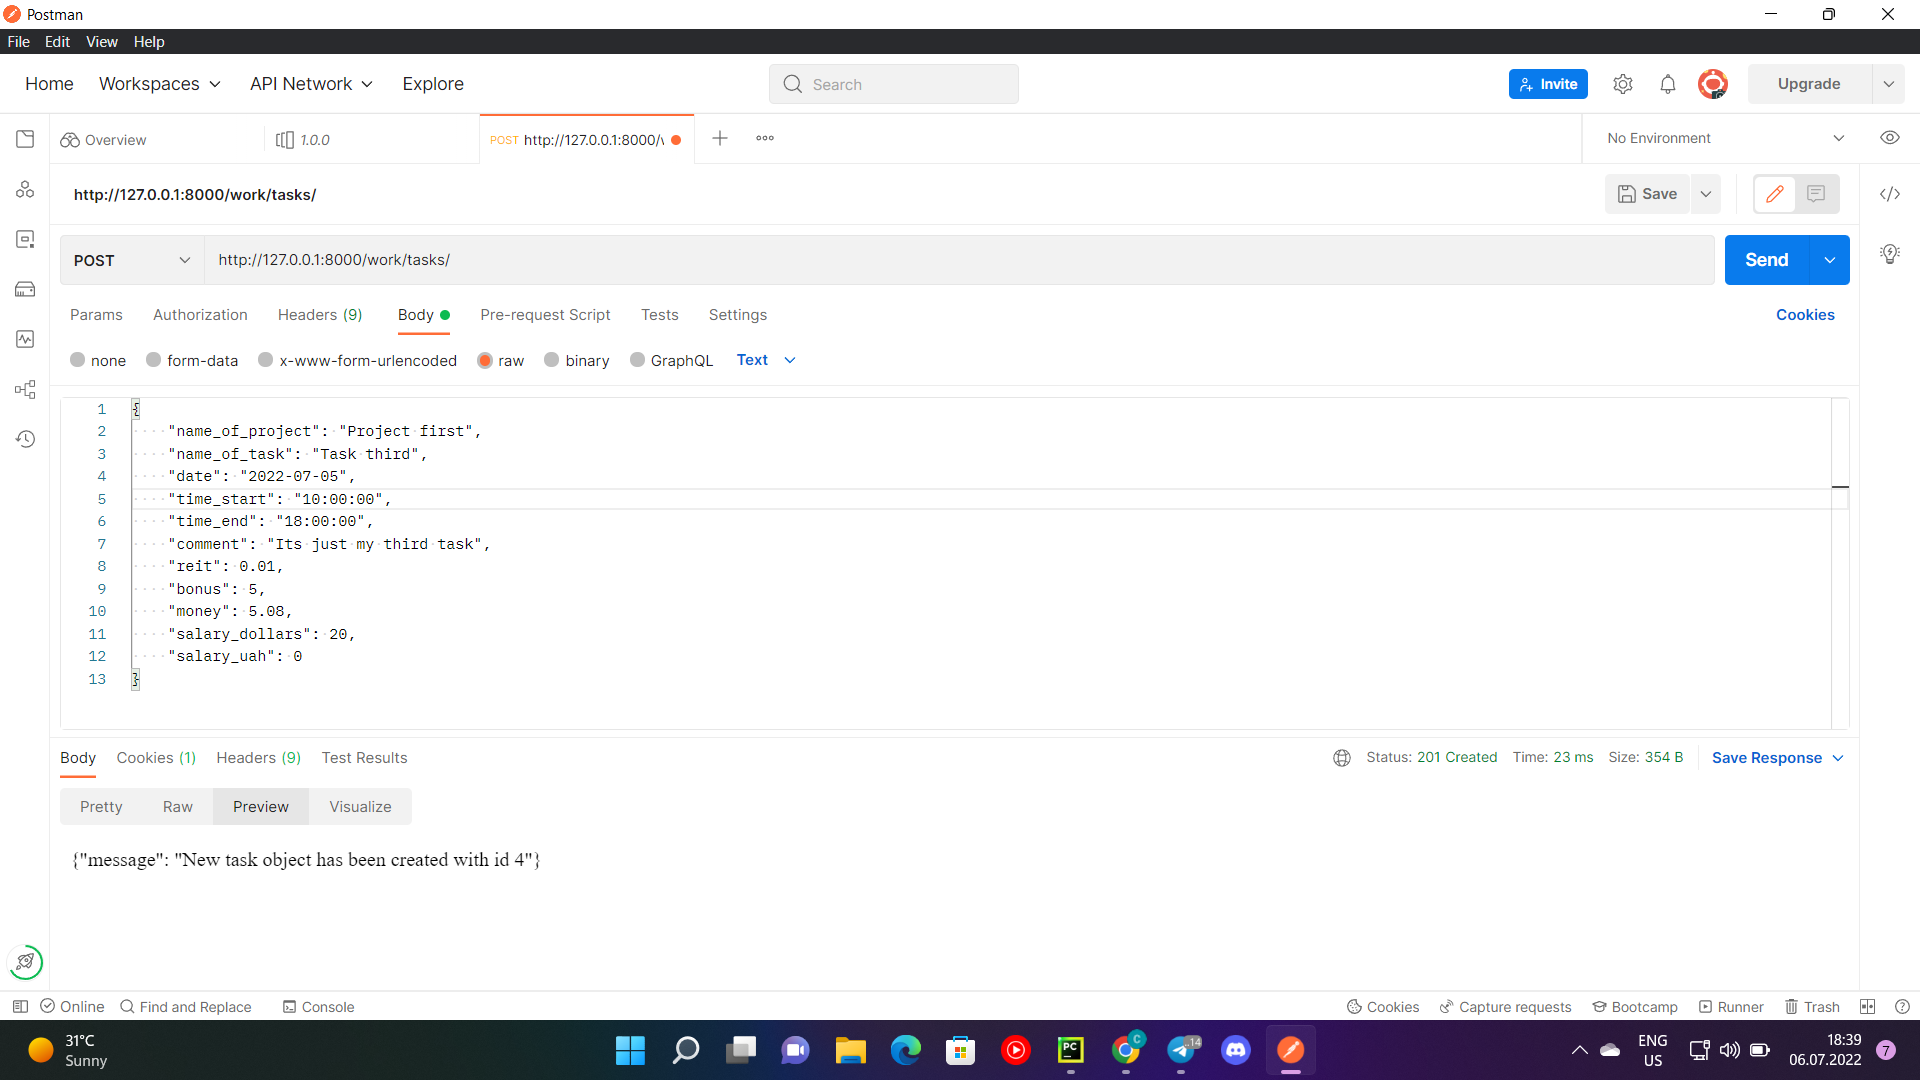 Postman
File Edit View Help
Home Workspaces API Network Explore Search Invite Upgrade
Overview 1.0.0 POST http://127.0.0.1:8000/ No Environment
http://127.0.0.1:8000/work/tasks/ Save
POST http://127.0.0.1:8000/work/tasks/ Send
Params Authorization Headers (9) Body Pre-request Script Tests Settings Cookies
none form-data x-www-form-urlencoded raw binary GraphQL Text
1 {
2 "name_of_project": "Project first",
3 "name_of_task": "Task third",
4 "date": "2022-07-05",
5 "time_start": "10:00:00",
6 "time_end": "18:00:00",
7 "comment": "Its just my third task",
8 "reit": 0.01,
9 "bonus": 5,
10 "money": 5.08,
11 "salary_dollars": 20,
12 "salary_uah": 0
13 }
Body Cookies (1) Headers (9) Test Results Status: 201 Created Time: 23 ms Size: 354 B Save Response
Pretty Raw Preview Visualize
{"message": "New task object has been created with id 4"}
Online Find and Replace Console Cookies Capture requests Bootcamp Runner Trash
31°C
Sunny
PC
C
14
ENG
US
18:39
06.07.2022
7